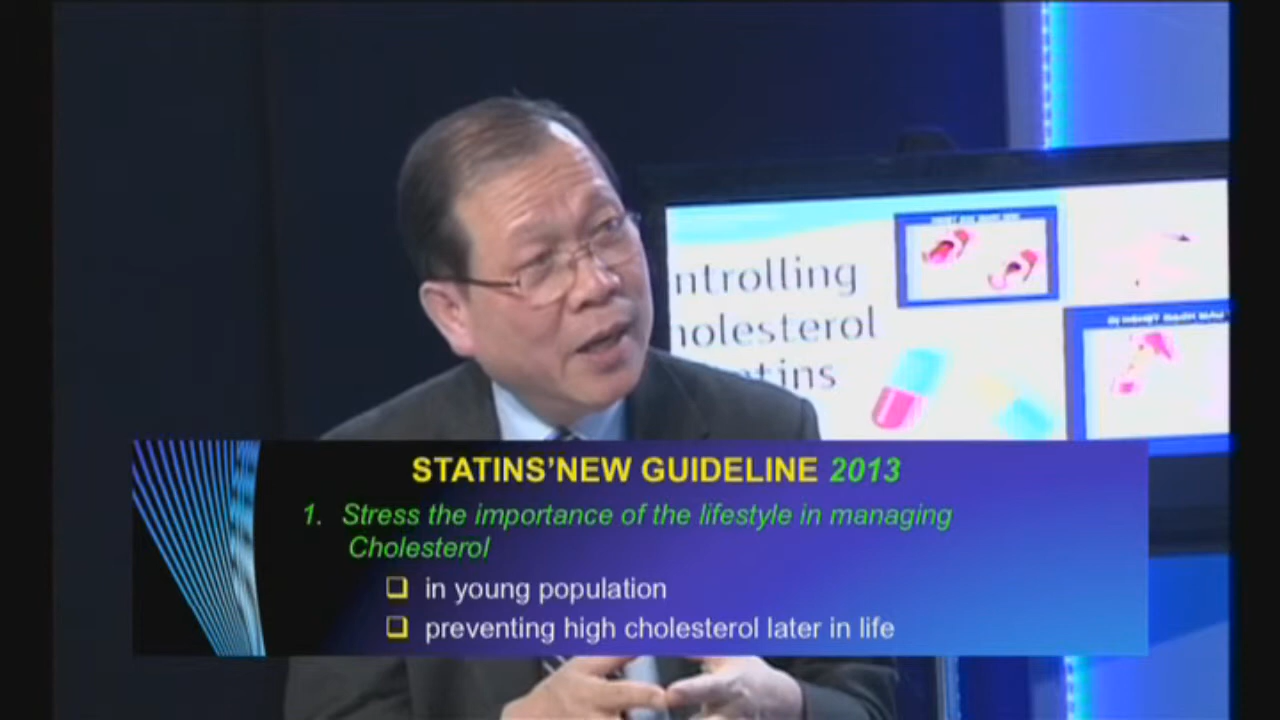 ntrolling
holesterol
tins
STATINS'NEW GUIDELINE 2013
1. Stress the importance of the lifestyle in managing
Cholesterol
❑ in young population
❑ preventing high cholesterol later in life